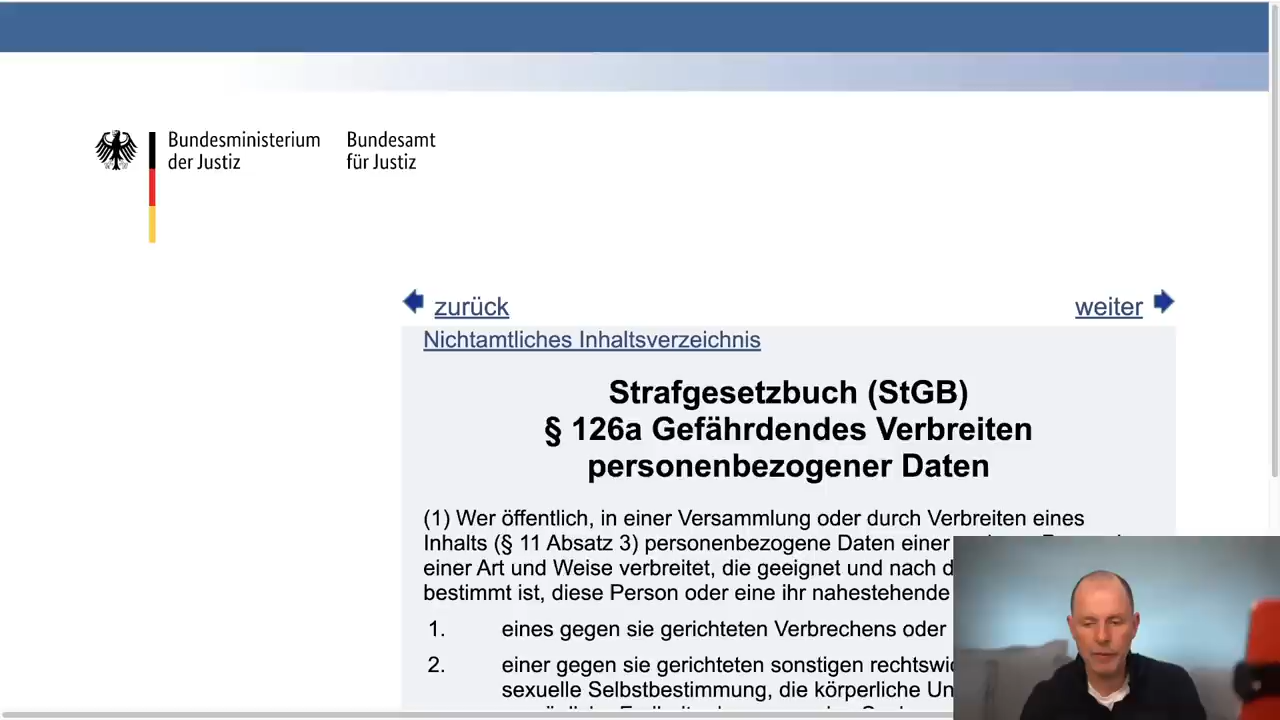 Bundesministerium
der Justiz
Bundesamt
für Justiz
zurück
weiter
Nichtamtliches Inhaltsverzeichnis
Strafgesetzbuch (StGB)
§ 126a Gefährdendes Verbreiten
personenbezogener Daten
(1) Wer öffentlich, in einer Versammlung oder durch Verbreiten eines
Inhalts (§ 11 Absatz 3) personenbezogene Daten einer
einer Art und Weise verbreitet, die geeignet und nach
bestimmt ist, diese Person oder eine ihr nahestehende
1. eines gegen sie gerichteten Verbrechens oder
2. einer gegen sie gerichteten sonstigen
sexuelle Selbstbestimmung, die körperliche